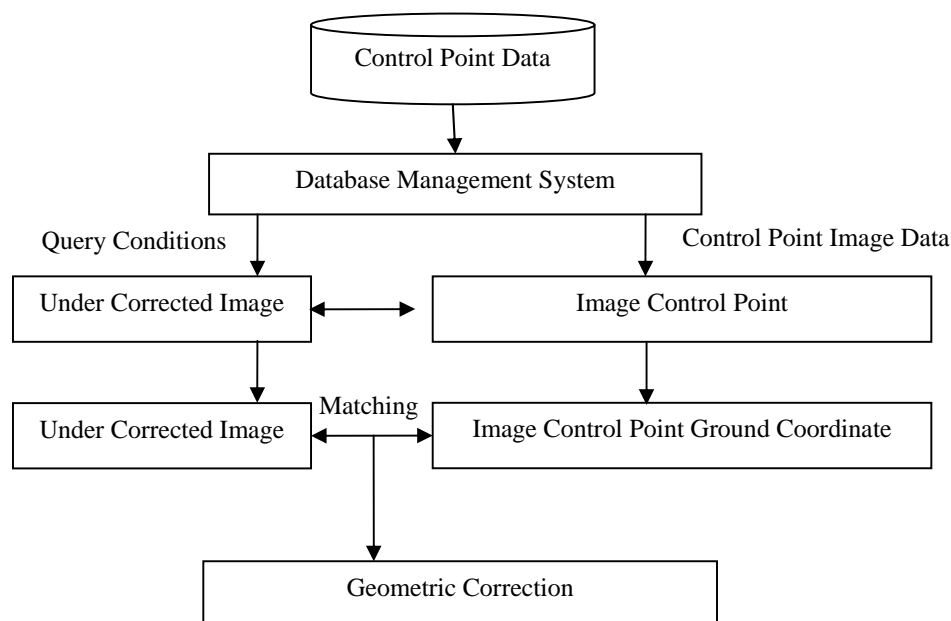 Control Point Data
Database Management System
Query Conditions
Control Point Image Data
Under Corrected Image
Image Control Point
Matching
Under Corrected Image
Image Control Point Ground Coordinate
Geometric Correction